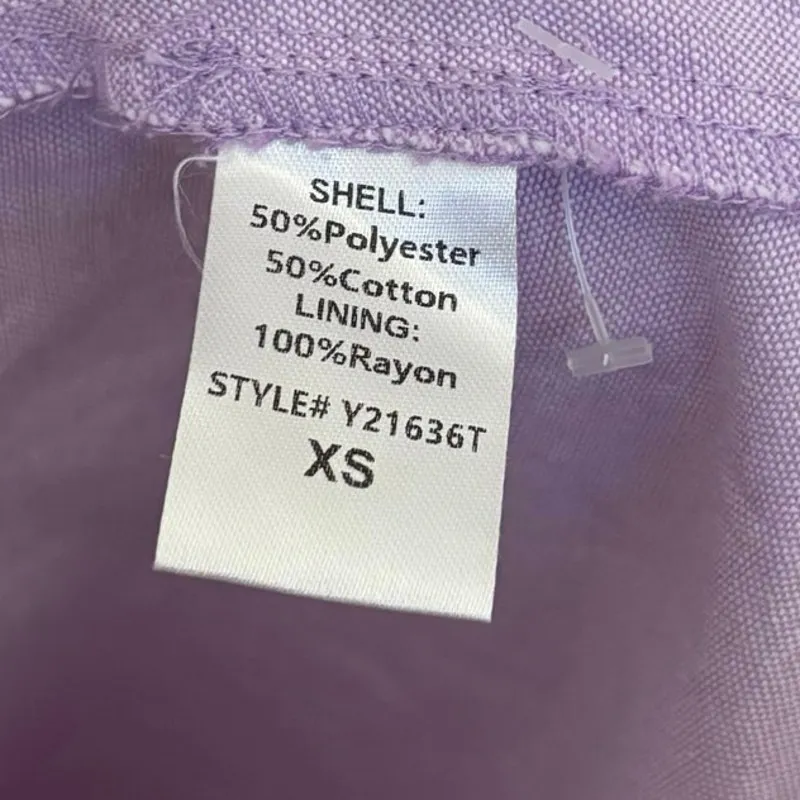 SHELL:
50%Polyester
50%Cotton
LINING:
100%Rayon
STYLE# Y21636T
XS